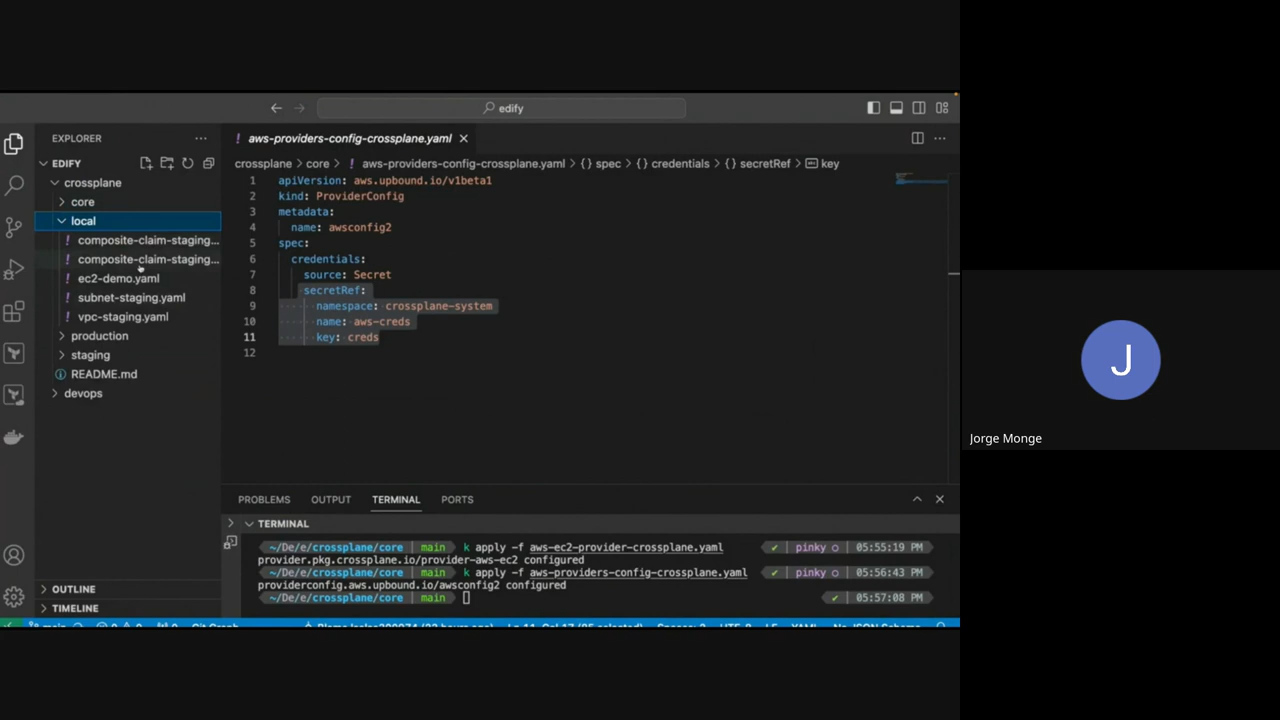 edify
EXPLORER
EDIFY
crossplane
core
local
composite-claim-staging...
composite-claim-staging...
ec2-demo.yaml
subnet-staging.yaml
vpc-staging.yaml
production
staging
README.md
devops
OUTLINE
TIMELINE
aws-providers-config-crossplane.yaml
crossplane > core > ! aws-providers-config-crossplane.yaml > {} spec > {} credentials > {} secretRef > key
1 apiVersion: aws.upbound.io/v1beta1
2 kind: ProviderConfig
3 metadata:
4 name: awsconfig2
5 spec:
6 credentials:
7 source: Secret
8 secretRef:
9 namespace: crossplane-system
10 name: aws-creds
11 key: creds
12
PROBLEMS OUTPUT TERMINAL PORTS
TERMINAL
~/De/e/crossplane/core | main k apply -f aws-ec2-provider-crossplane.yaml ✔ | pinky ○ | 05:55:19 PM
provider.pkg.crossplane.io/provider-aws-ec2 configured
~/De/e/crossplane/core | main k apply -f aws-providers-config-crossplane.yaml ✔ | pinky ○ | 05:56:43 PM
providerconfig.aws.upbound.io/awsconfig2 configured
~/De/e/crossplane/core | main ✔ | 05:57:08 PM
J
Jorge Monge